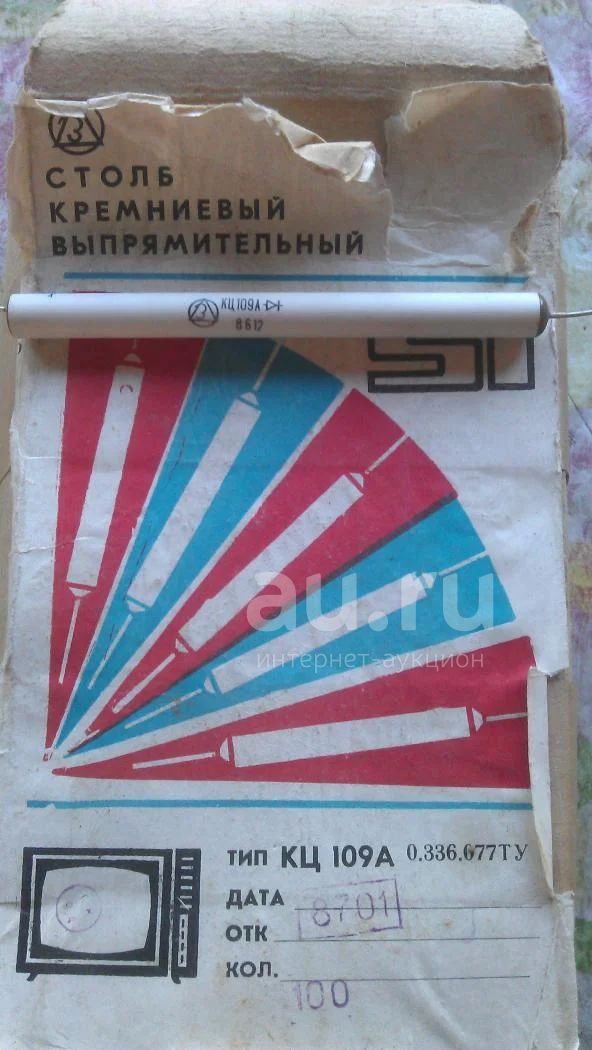 СТОЛБ
КРЕМНИЕВЫЙ
ВЫПРЯМИТЕЛЬНЫЙ
КЦ109А
8612
SI
au.ru
интернет-аукцион
ТИП КЦ 109А 0.336.677ТУ
ДАТА 8701
ОТК
КОЛ.
100